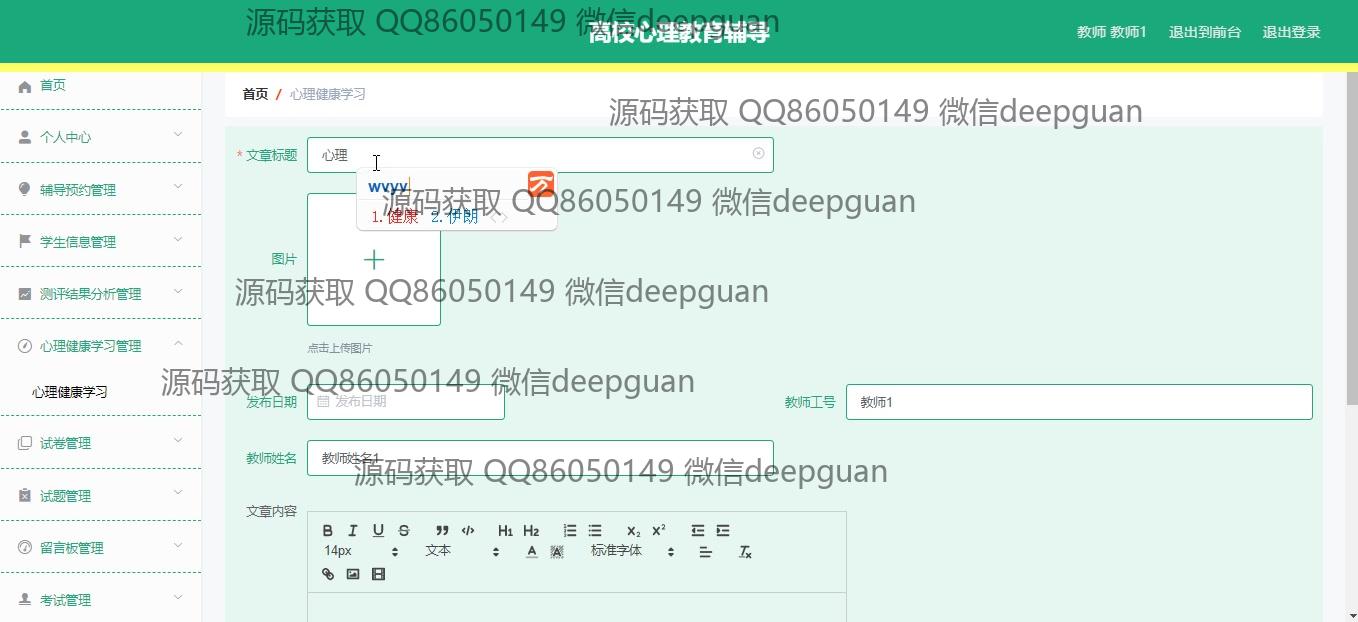 源码获取 QQ86050149 微信deepguan
高校心理教育辅导
教师 教师1 退出到前台 退出登录
首页
首页 / 心理健康学习
源码获取 QQ86050149 微信deepguan
个人中心
* 文章标题 心理
wvyy
1.健康 2.伊朗
辅导预约管理
源码获取 QQ86050149 微信deepguan
学生信息管理
图片
测评结果分析管理
源码获取 QQ86050149 微信deepguan
心理健康学习管理
点击上传图片
心理健康学习
源码获取 QQ86050149 微信deepguan
发布日期 发布日期 教师工号 教师1
试卷管理
教师姓名 教师姓名1
源码获取 QQ86050149 微信deepguan
试题管理
文章内容
B I U S H1 H2 X2 X2
14px 文本 A A 标准字体 Tx
留言板管理
考试管理